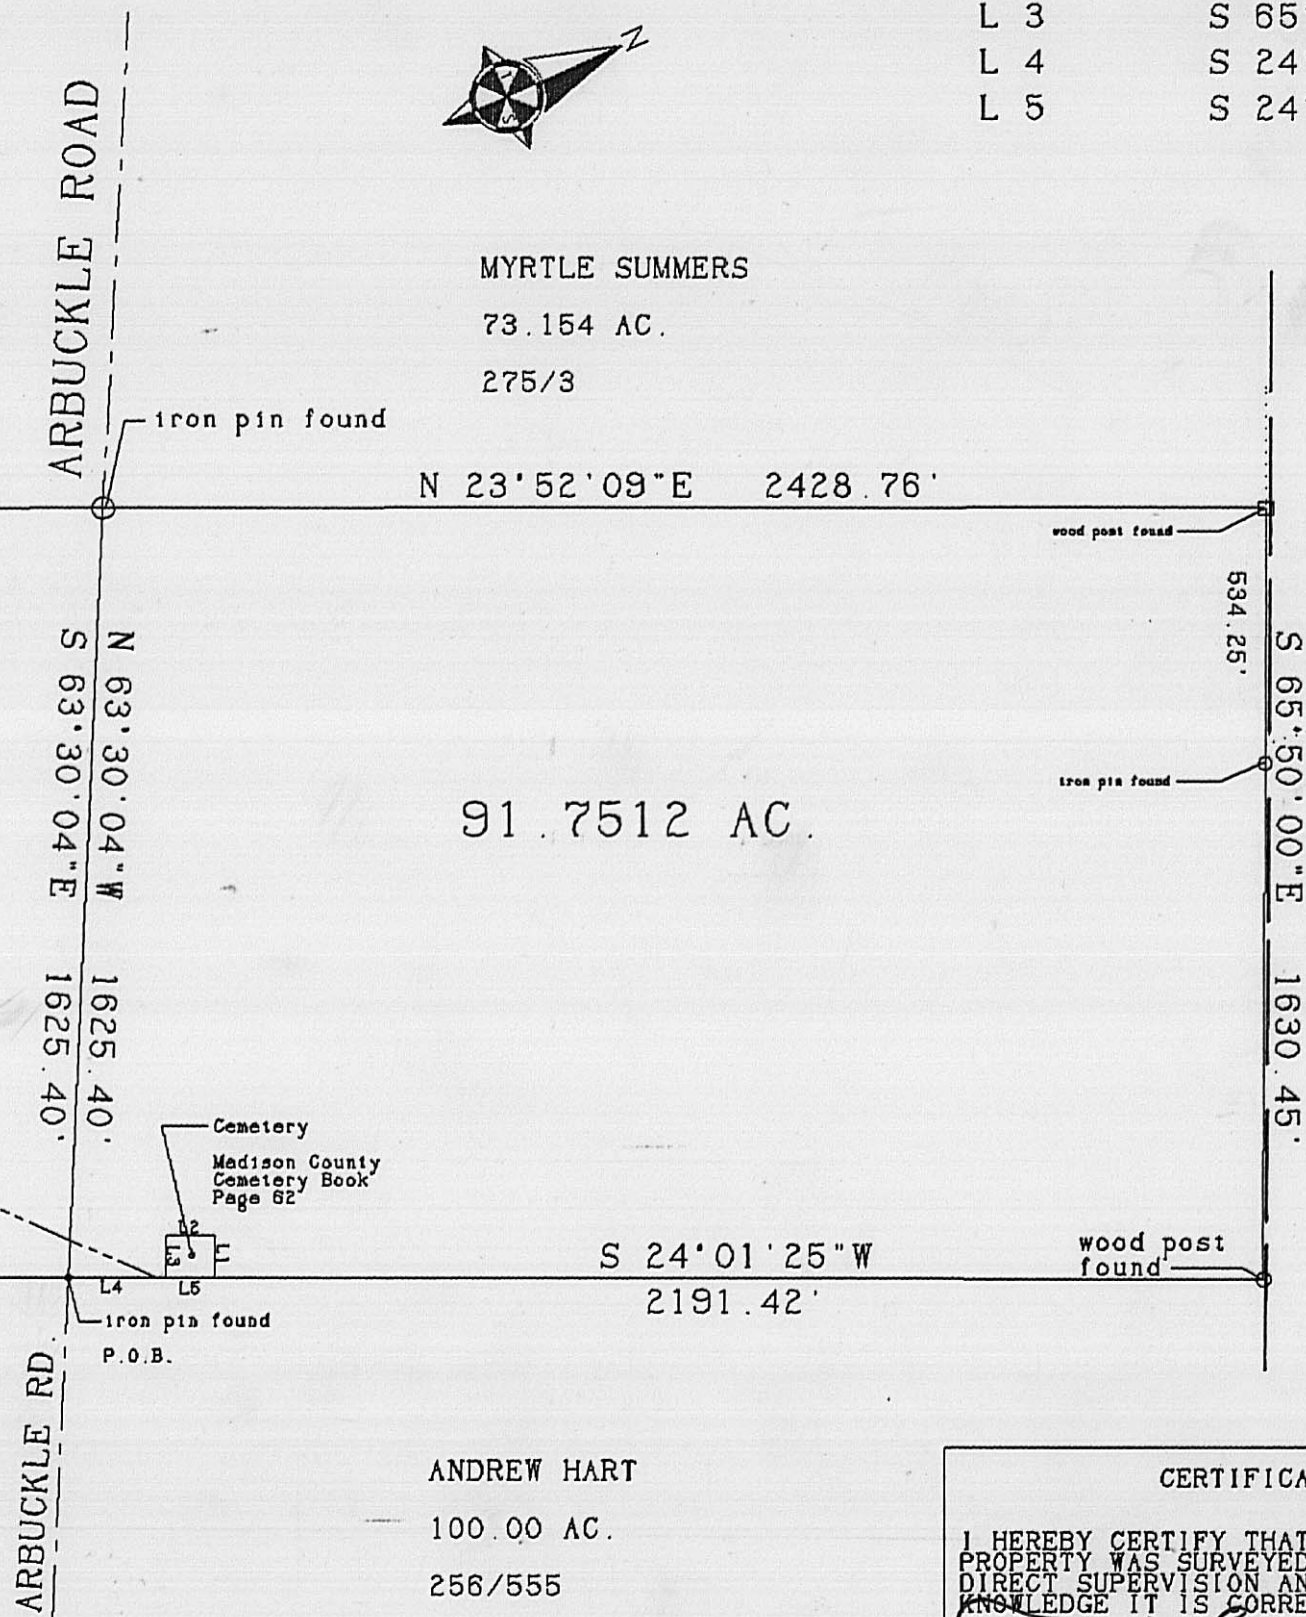 L 3 S 65
L 4 S 24
L 5 S 24
N
S
ARBUCKLE ROAD
MYRTLE SUMMERS
73.154 AC.
275/3
iron pin found
N 23°52'09"E 2428.76'
wood post found
534.25'
S 65°50'00"E 1630.45'
iron pin found
N 63°30'04"W 1625.40'
S 63°30'04"E 1625.40'
91.7512 AC.
Cemetery
Madison County
Cemetery Book
Page 62
L2
L3
L1
L4
L5
S 24°01'25"W
2191.42'
wood post
found
iron pin found
P.O.B.
ARBUCKLE RD.
ANDREW HART
100.00 AC.
256/555
CERTIFICA
I HEREBY CERTIFY THAT
PROPERTY WAS SURVEYED
DIRECT SUPERVISION AN
KNOWLEDGE IT IS CORRE